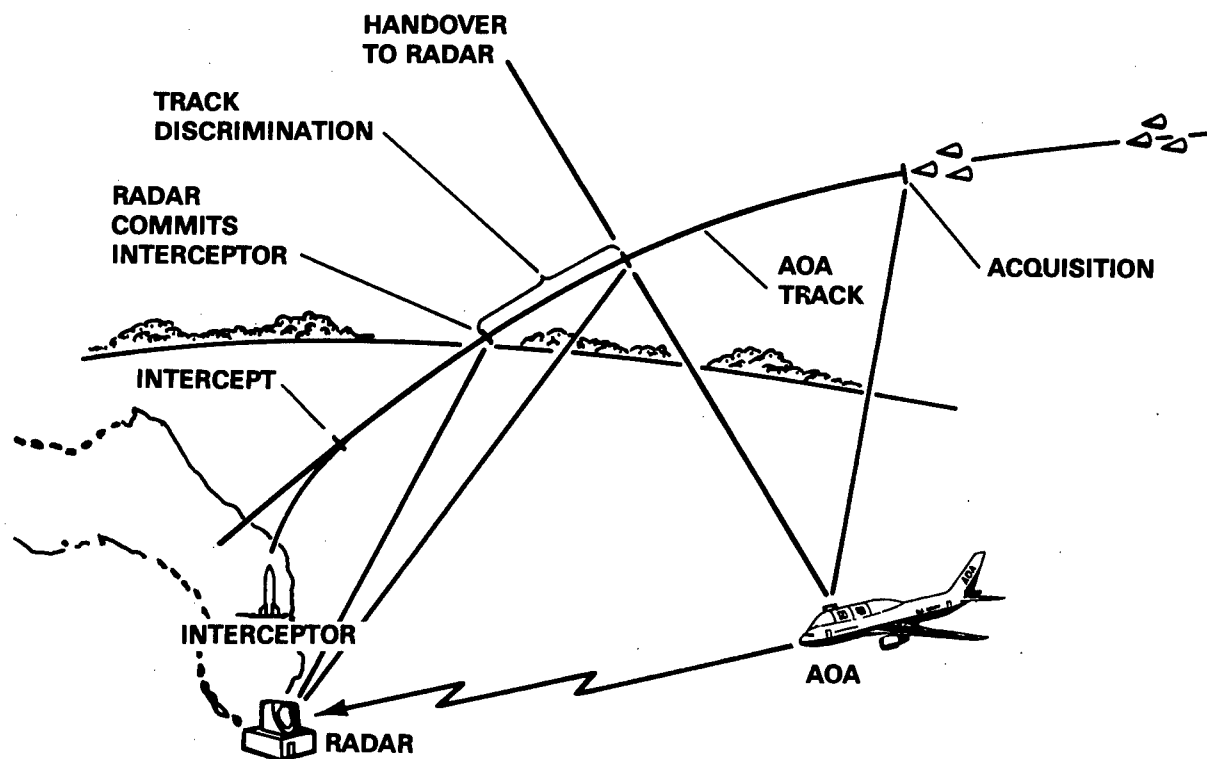 HANDOVER
TO RADAR
TRACK
DISCRIMINATION
RADAR
COMMITS
INTERCEPTOR
AOA
TRACK
ACQUISITION
INTERCEPT
AOA
INTERCEPTOR
AOA
RADAR